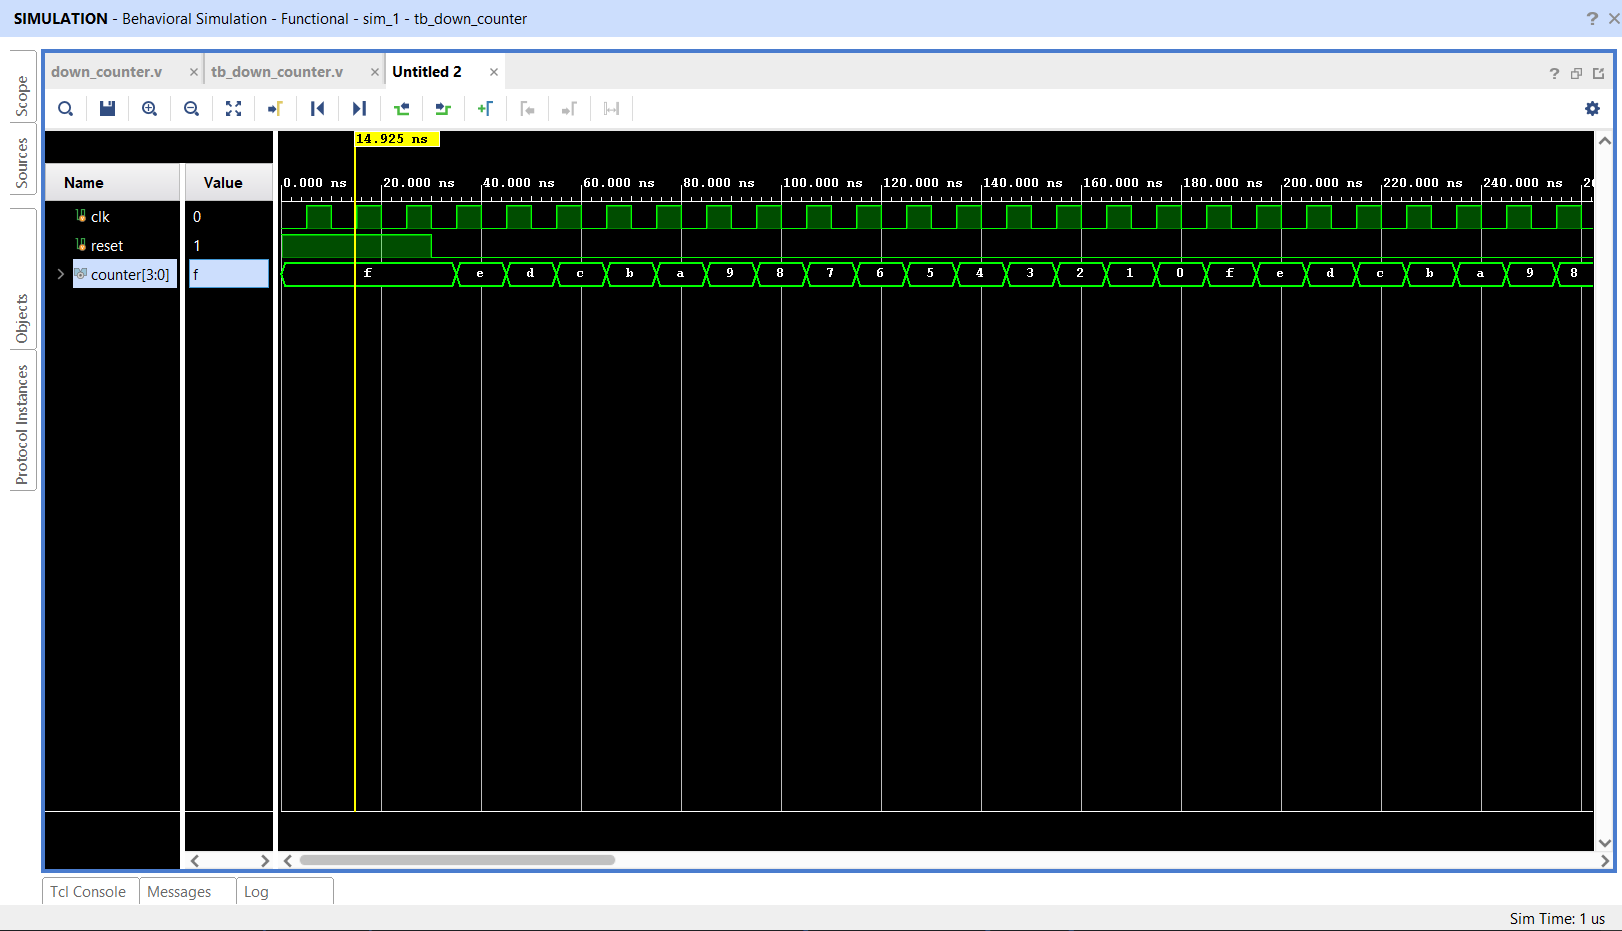 SIMULATION - Behavioral Simulation - Functional - sim_1 - tb_down_counter ? ×
Scope
Sources
Objects
Protocol Instances
down_counter.v × tb_down_counter.v × Untitled 2 × ?
14.925 ns
Name Value
0.000 ns 20.000 ns 40.000 ns 60.000 ns 80.000 ns 100.000 ns 120.000 ns 140.000 ns 160.000 ns 180.000 ns 200.000 ns 220.000 ns 240.000 ns
clk 0
reset 1
counter[3:0] f f e d c b a 9 8 7 6 5 4 3 2 1 0 f e d c b a 9 8
Tcl Console Messages Log
Sim Time: 1 us